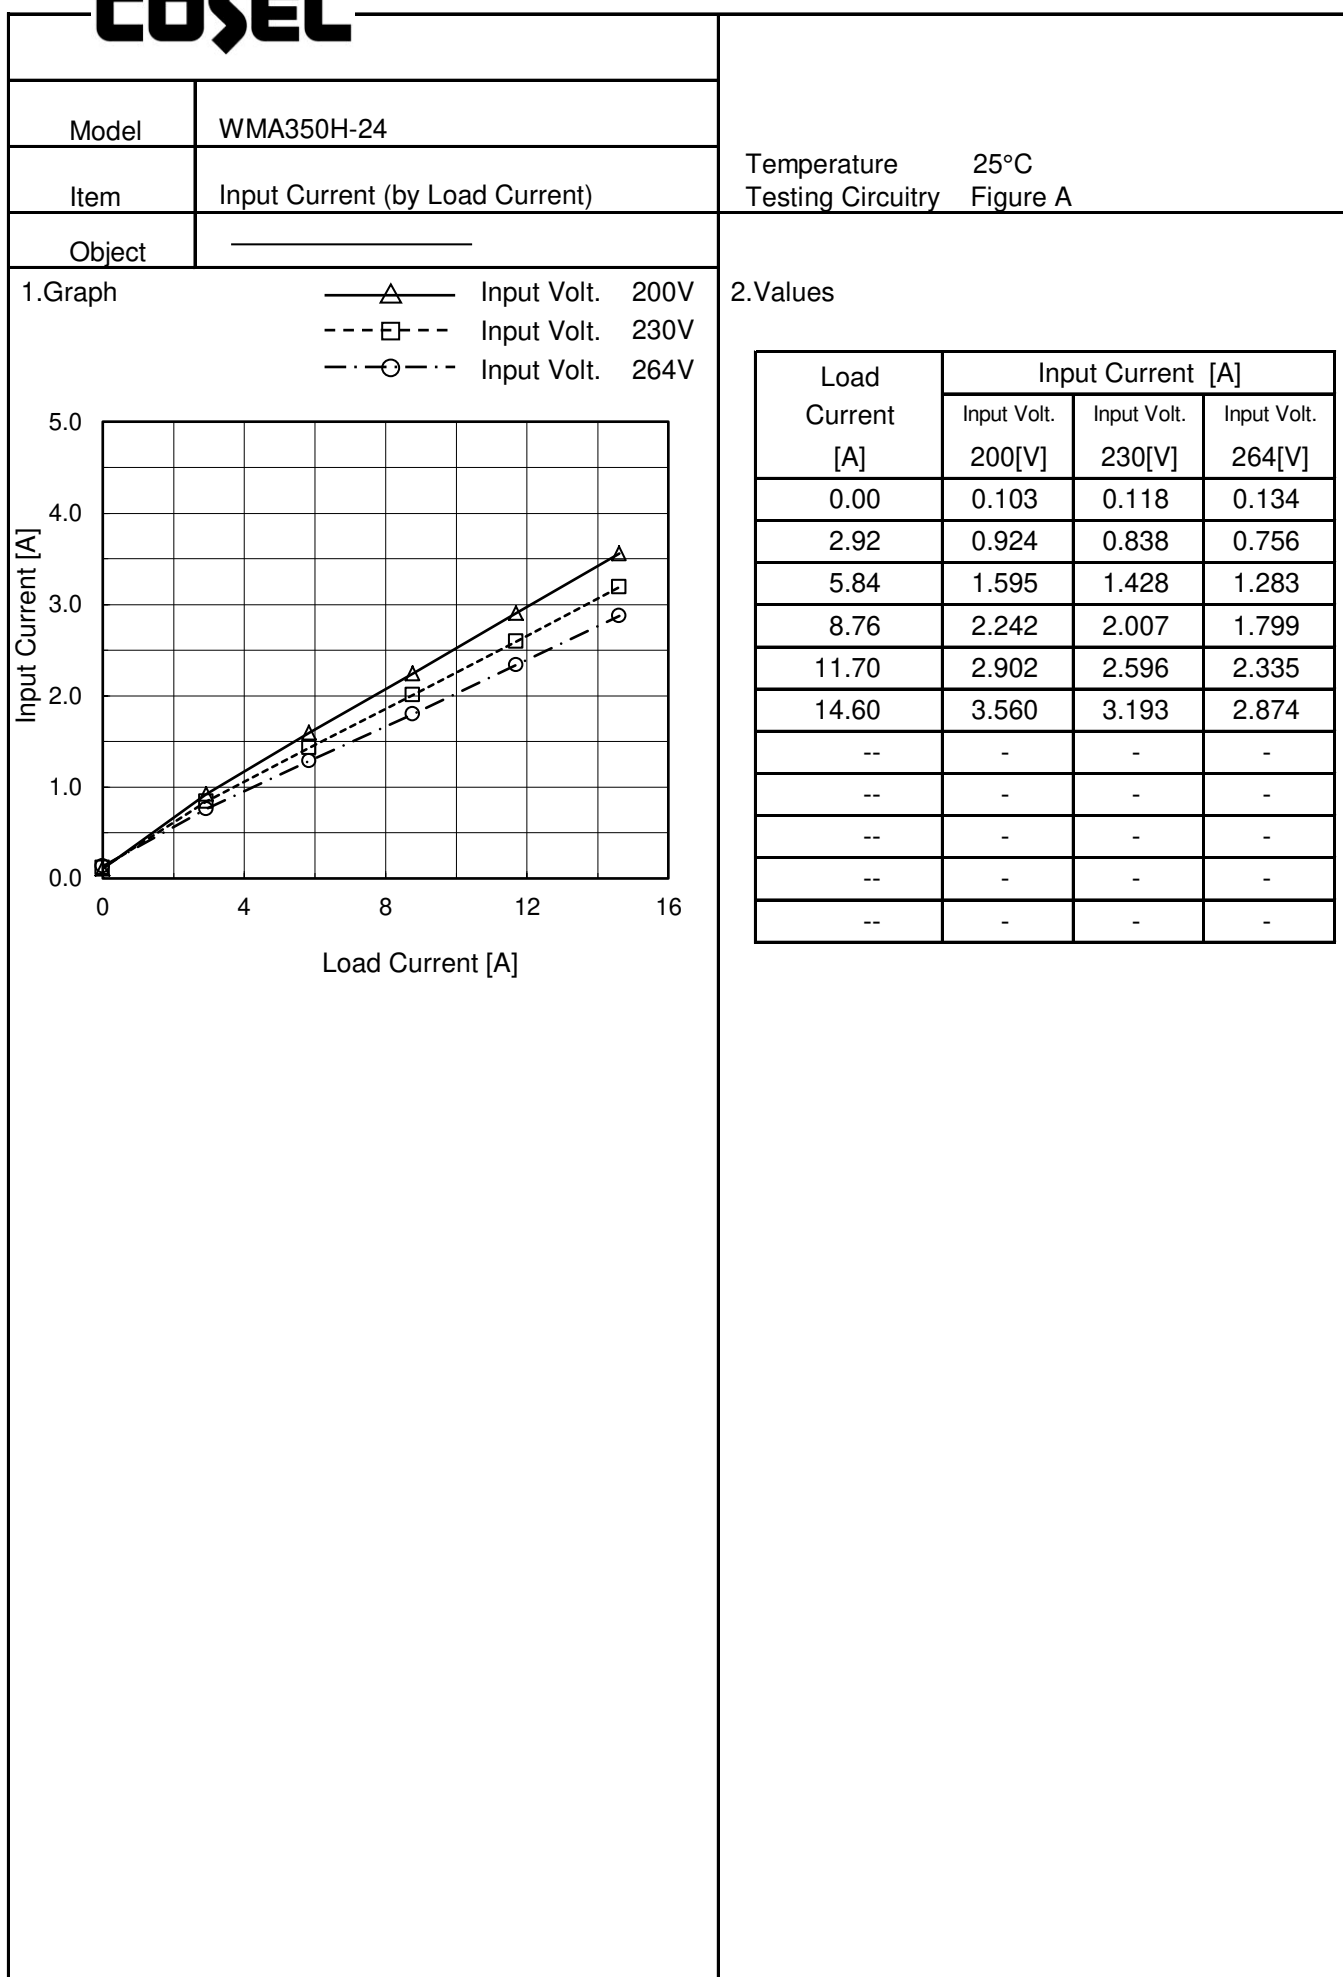 COSEL
Model WMA350H-24
Item Input Current (by Load Current)
Temperature 25°C
Testing Circuitry Figure A
Object
1.Graph
Input Volt. 200V
Input Volt. 230V
Input Volt. 264V
5.0
4.0
3.0
2.0
1.0
0.0
Input Current [A]
0 4 8 12 16
Load Current [A]
2.Values
Load Current [A] Input Current [A]
Input Volt. 200[V] Input Volt. 230[V] Input Volt. 264[V]
0.00 0.103 0.118 0.134
2.92 0.924 0.838 0.756
5.84 1.595 1.428 1.283
8.76 2.242 2.007 1.799
11.70 2.902 2.596 2.335
14.60 3.560 3.193 2.874
-- - - -
-- - - -
-- - - -
-- - - -
-- - - -